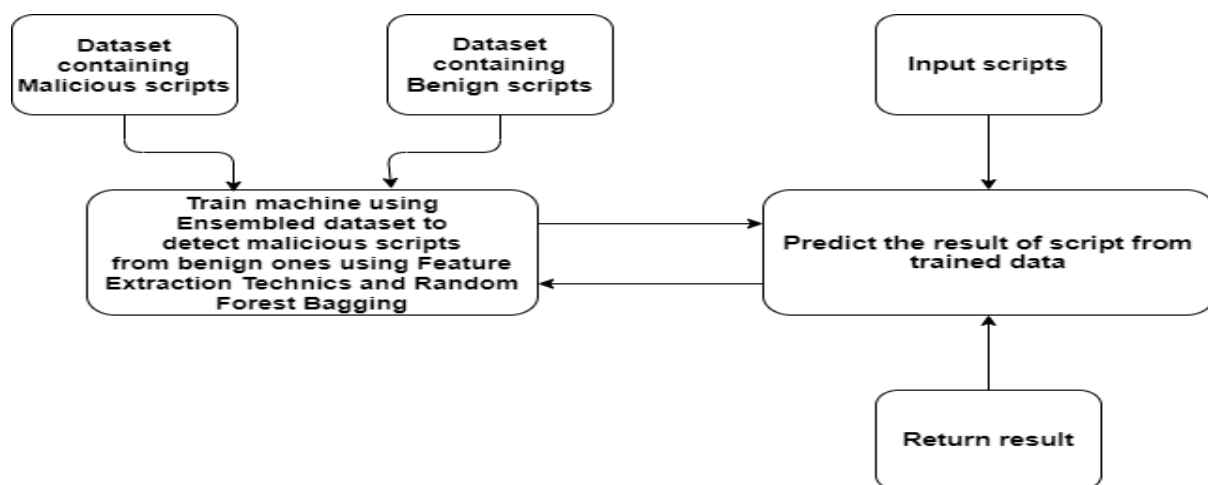 Dataset
containing
Malicious scripts
Dataset
containing
Benign scripts
Input scripts
Train machine using
Ensembled dataset to
detect malicious scripts
from benign ones using Feature
Extraction Technics and Random
Forest Bagging
Predict the result of script from
trained data
Return result